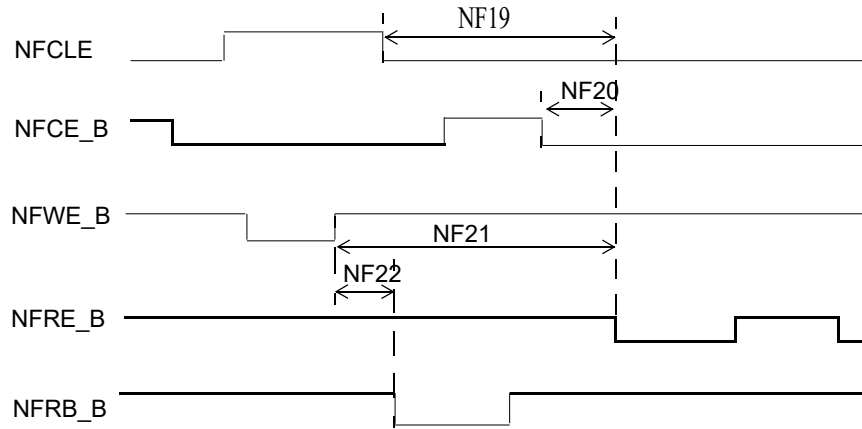 NF19
NFCLE
NF20
NFCE_B
NFWE_B
NF21
NF22
NFRE_B
NFRB_B